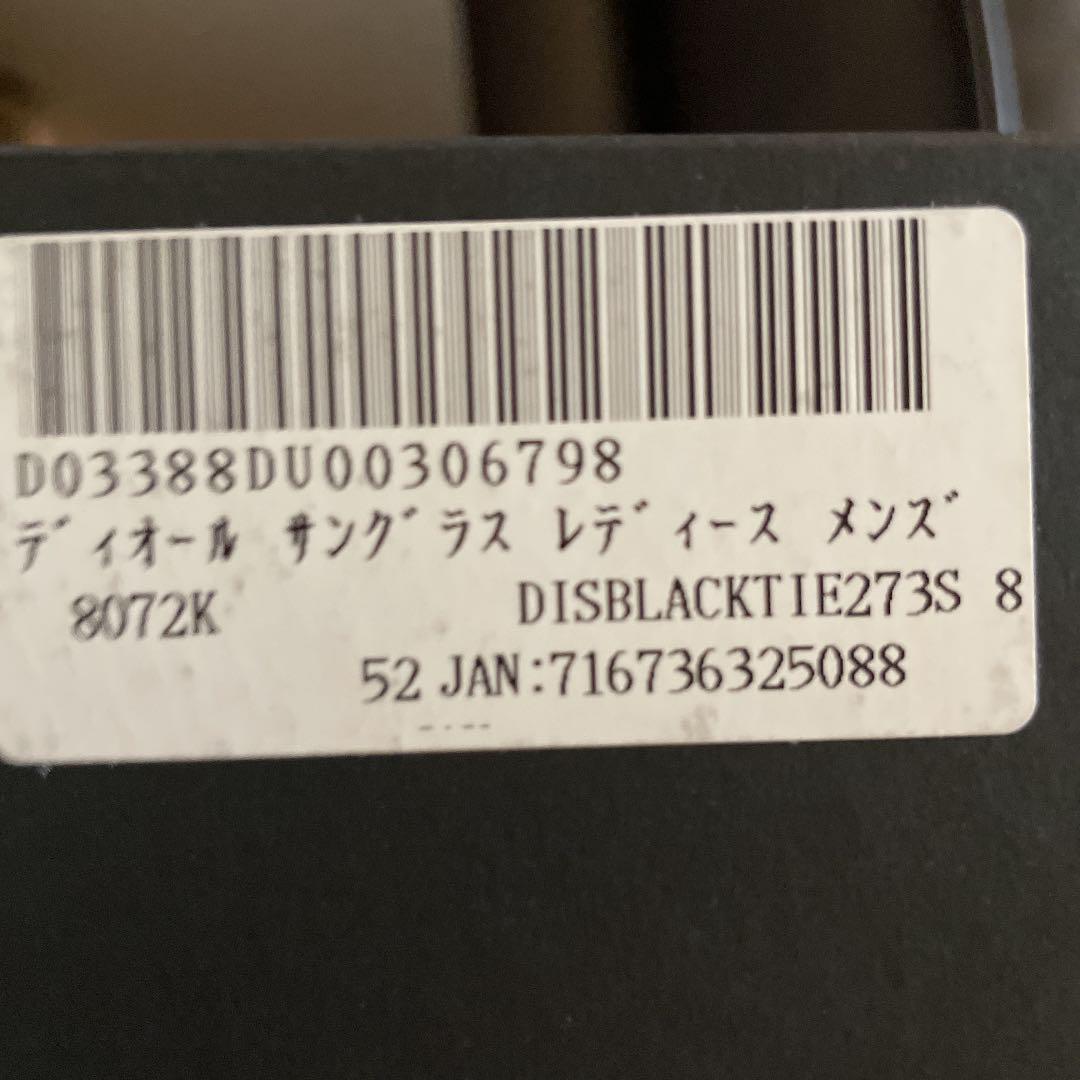 D03388DU00306798
ディオール サングラス レディース メンズ
8072K DISBLACKTIE273S 8
52 JAN:716736325088